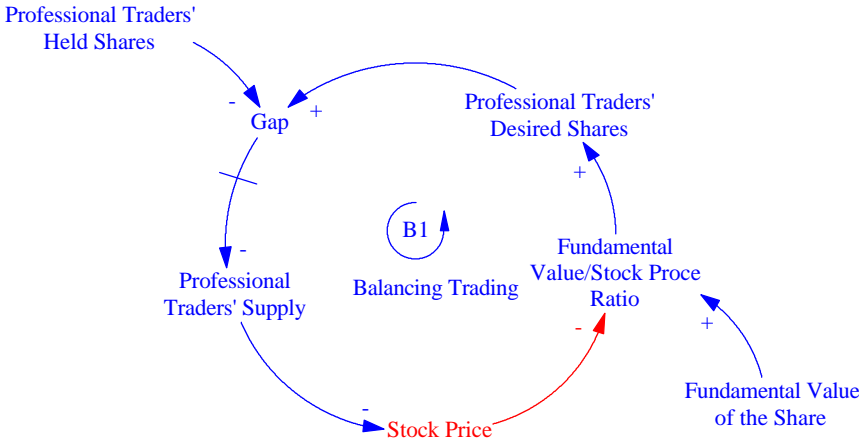 Professional Traders'
Held Shares
-
Gap
+
Professional Traders'
Desired Shares
+
-
B1
Balancing Trading
Professional
Traders' Supply
Fundamental
Value/Stock Proce
Ratio
-
+
-
Stock Price
Fundamental Value
of the Share